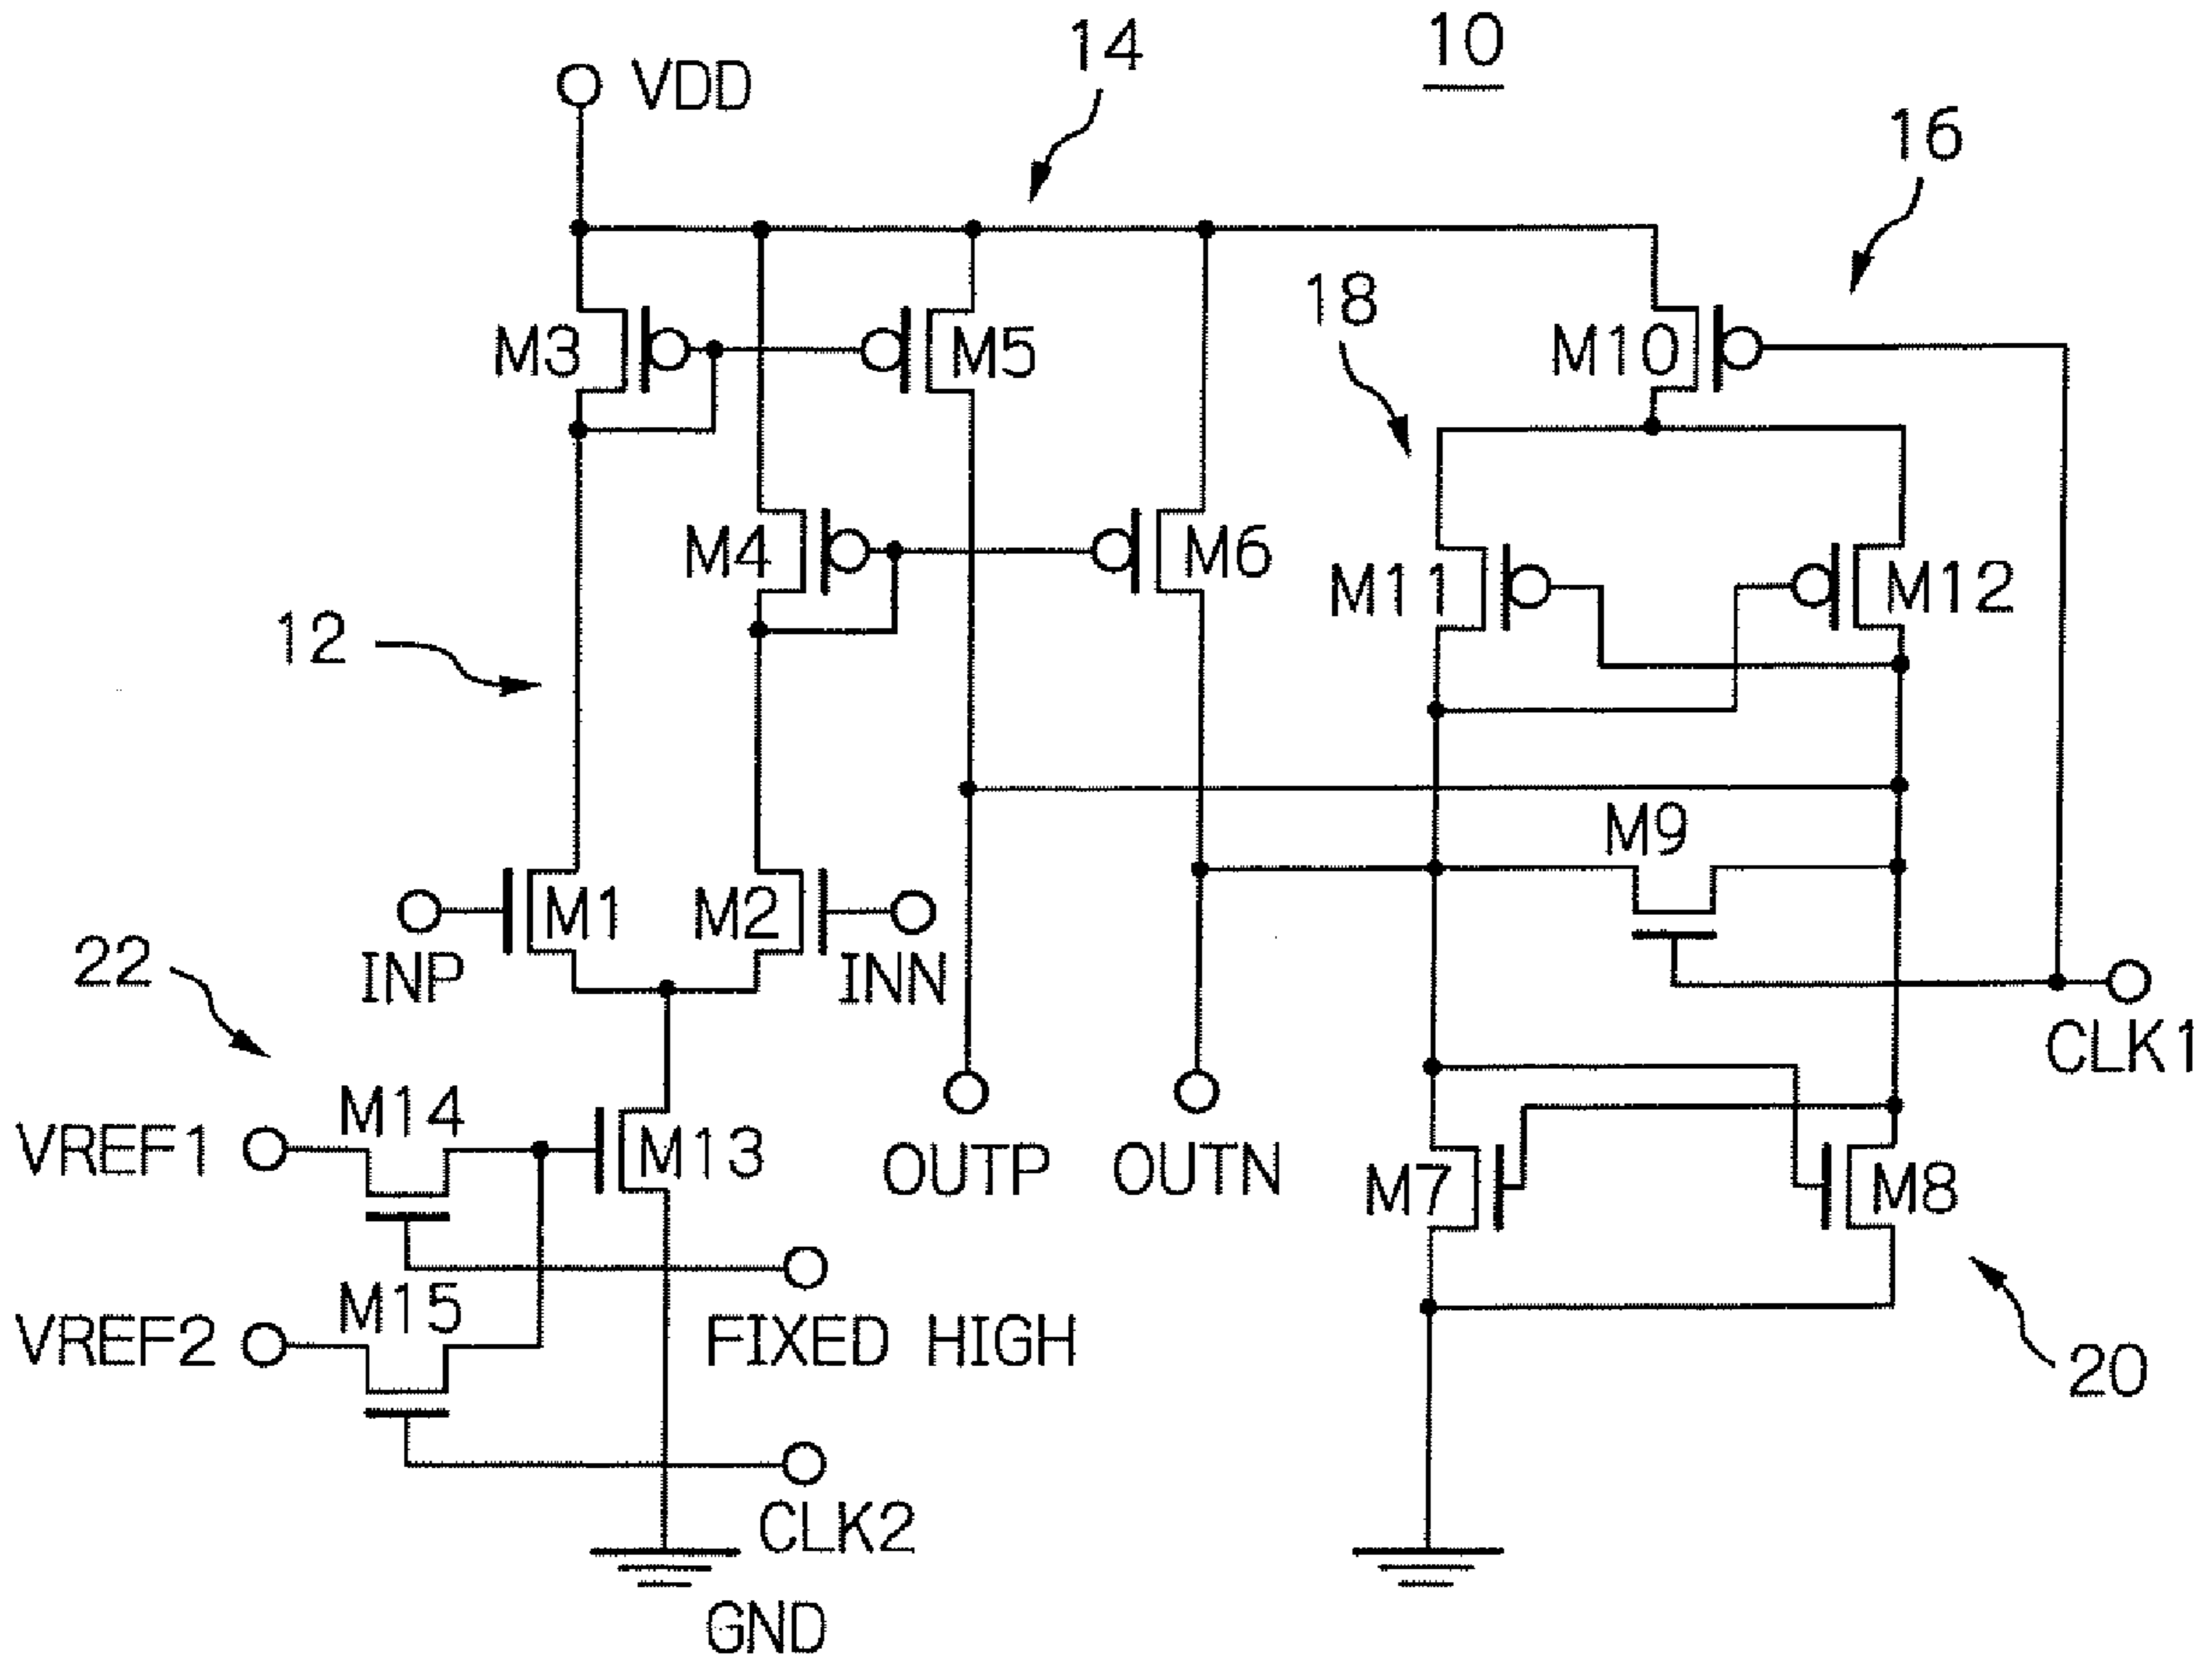 10
14
VDD
16
18
M3
M5
M10
M4
M6
M11
M12
12
M9
M1
M2
INP
INN
22
CLK1
M14
VREF1
M13
OUTP
OUTN
M7
M8
M15
VREF2
FIXED HIGH
20
CLK2
GND